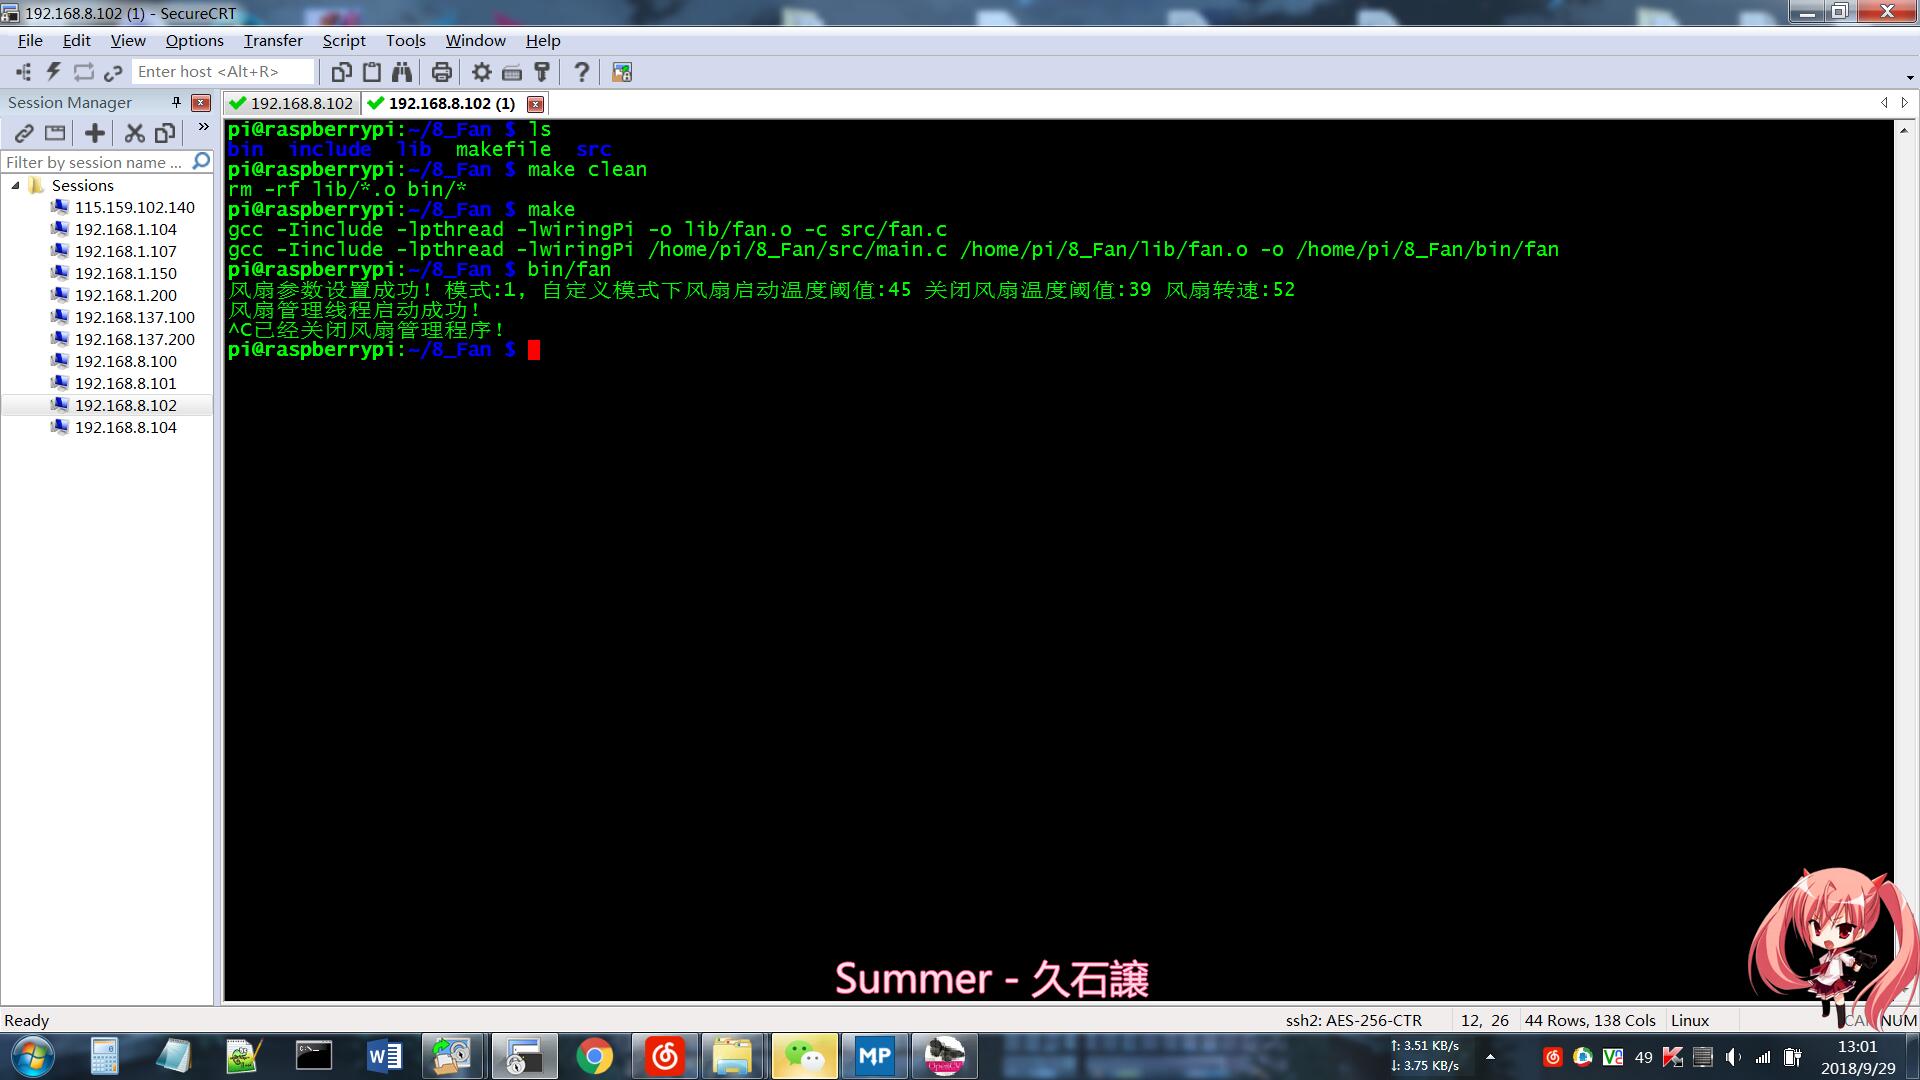 192.168.8.102 (1) - SecureCRT
File Edit View Options Transfer Script Tools Window Help
Enter host <Alt+R>
Session Manager
192.168.8.102 192.168.8.102 (1)
Filter by session name ...
Sessions
115.159.102.140
192.168.1.104
192.168.1.107
192.168.1.150
192.168.1.200
192.168.137.100
192.168.137.200
192.168.8.100
192.168.8.101
192.168.8.102
192.168.8.104
pi@raspberrypi:~/8_Fan $ ls
bin include lib makefile src
pi@raspberrypi:~/8_Fan $ make clean
rm -rf lib/*.o bin/*
pi@raspberrypi:~/8_Fan $ make
gcc -Iinclude -lpthread -lwiringPi -o lib/fan.o -c src/fan.c
gcc -Iinclude -lpthread -lwiringPi /home/pi/8_Fan/src/main.c /home/pi/8_Fan/lib/fan.o -o /home/pi/8_Fan/bin/fan
pi@raspberrypi:~/8_Fan $ bin/fan
风扇参数设置成功！模式:1, 自定义模式下风扇启动温度阈值:45 关闭风扇温度阈值:39 风扇转速:52
风扇管理线程启动成功！
^C已经关闭风扇管理程序！
pi@raspberrypi:~/8_Fan $
Summer - 久石譲
Ready
ssh2: AES-256-CTR 12, 26 44 Rows, 138 Cols Linux NUM
MP
OpenCV
↑: 3.51 KB/s
↓: 3.75 KB/s
49
13:01
2018/9/29